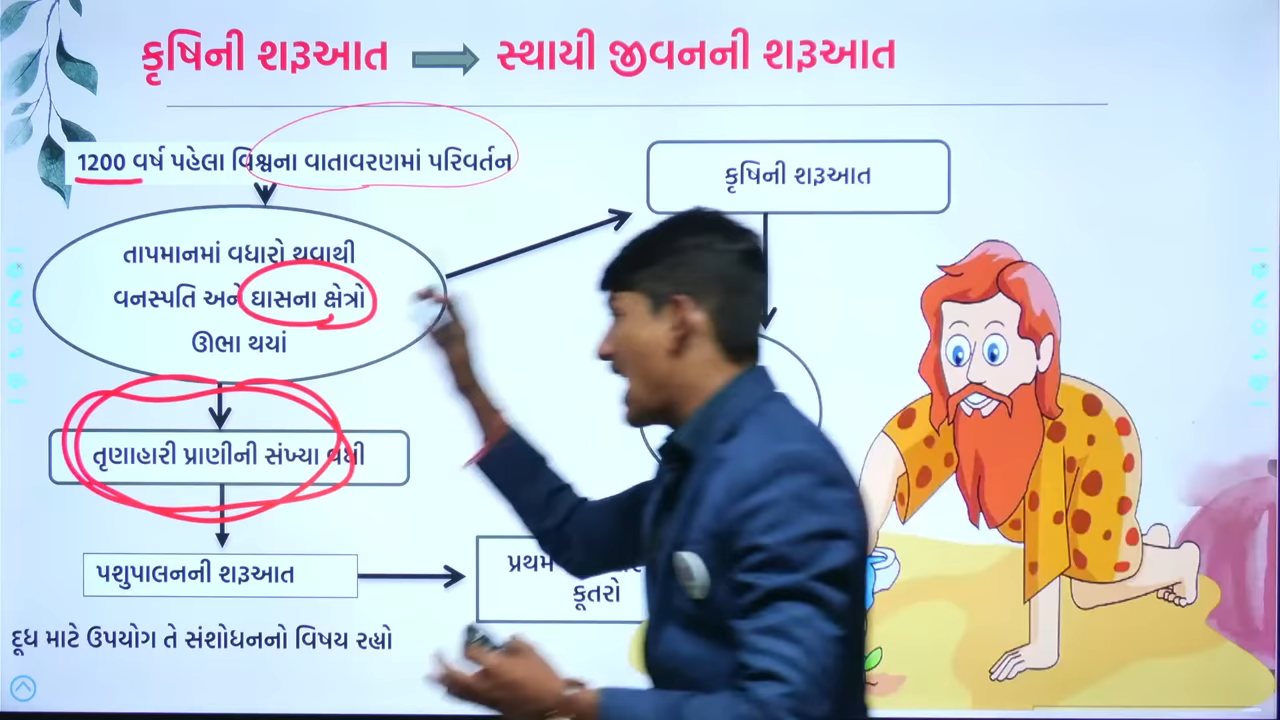 કૃષિની શરૂઆત સ્થાયી જીવનની શરૂઆત
1200 વર્ષ પહેલા વિશ્વના વાતાવરણમાં પરિવર્તન
કૃષિની શરૂઆત
તાપમાનમાં વધારો થવાથી
વનસ્પતિ અને ઘાસના ક્ષેત્રો
ઊભા થયાં
તૃણાહારી પ્રાણીની સંખ્યા વધી
પશુપાલનની શરૂઆત
પ્રથમ
કૂતરો
દૂધ માટે ઉપયોગ તે સંશોધનનો વિષય રહ્યો